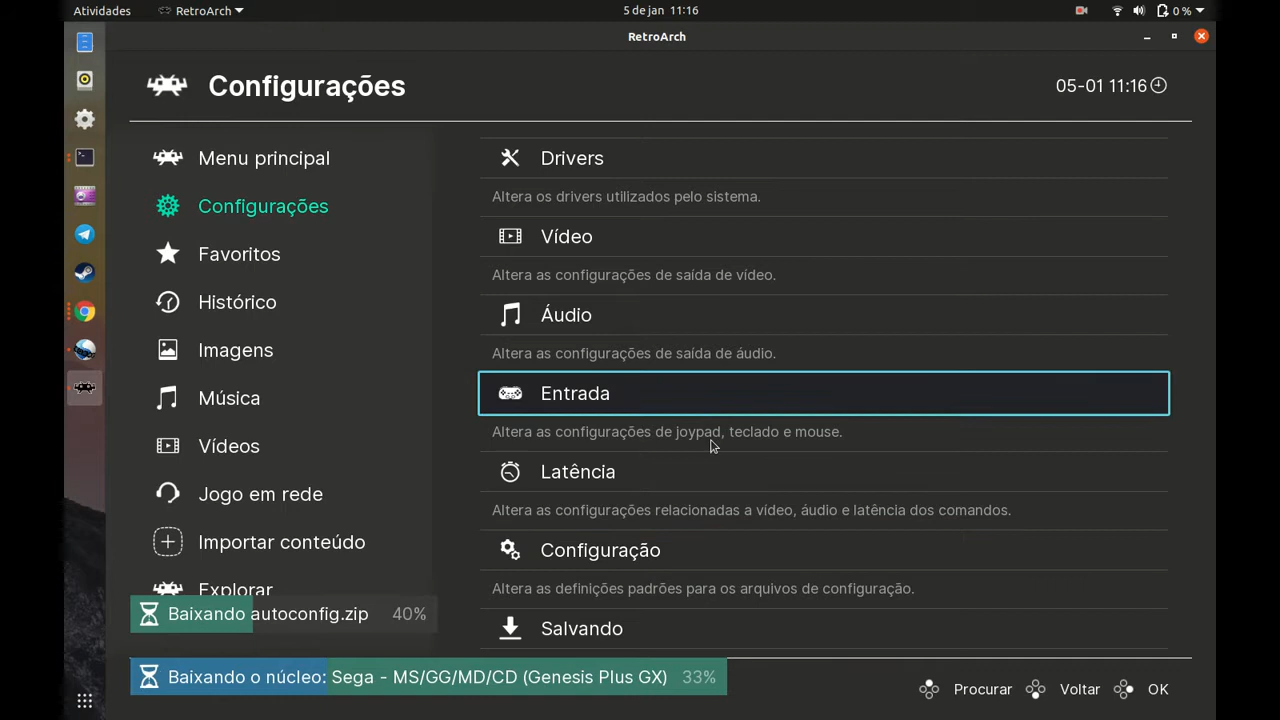 Atividades
RetroArch
5 de jan 11:16
0 %
RetroArch
Configurações
05-01 11:16
Menu principal
Configurações
Favoritos
Histórico
Imagens
Música
Vídeos
Jogo em rede
Importar conteúdo
Explorar
Drivers
Altera os drivers utilizados pelo sistema.
Vídeo
Altera as configurações de saída de vídeo.
Áudio
Altera as configurações de saída de áudio.
Entrada
Altera as configurações de joypad, teclado e mouse.
Latência
Altera as configurações relacionadas a vídeo, áudio e latência dos comandos.
Configuração
Altera as definições padrões para os arquivos de configuração.
Salvando
Baixando autoconfig.zip 40%
Baixando o núcleo: Sega - MS/GG/MD/CD (Genesis Plus GX) 33%
Procurar
Voltar
OK